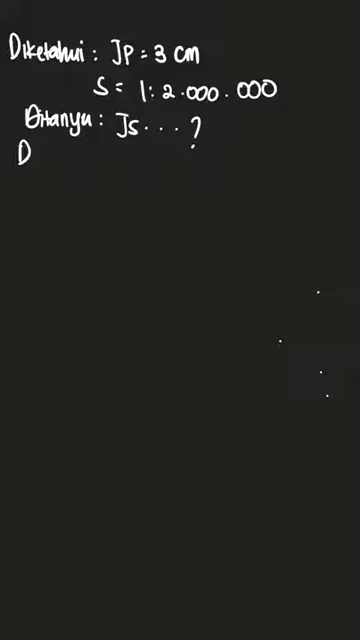 Diketahui : JP = 3 cm
S = 1 : 2.000.000
Ditanya : JS ... ?
D